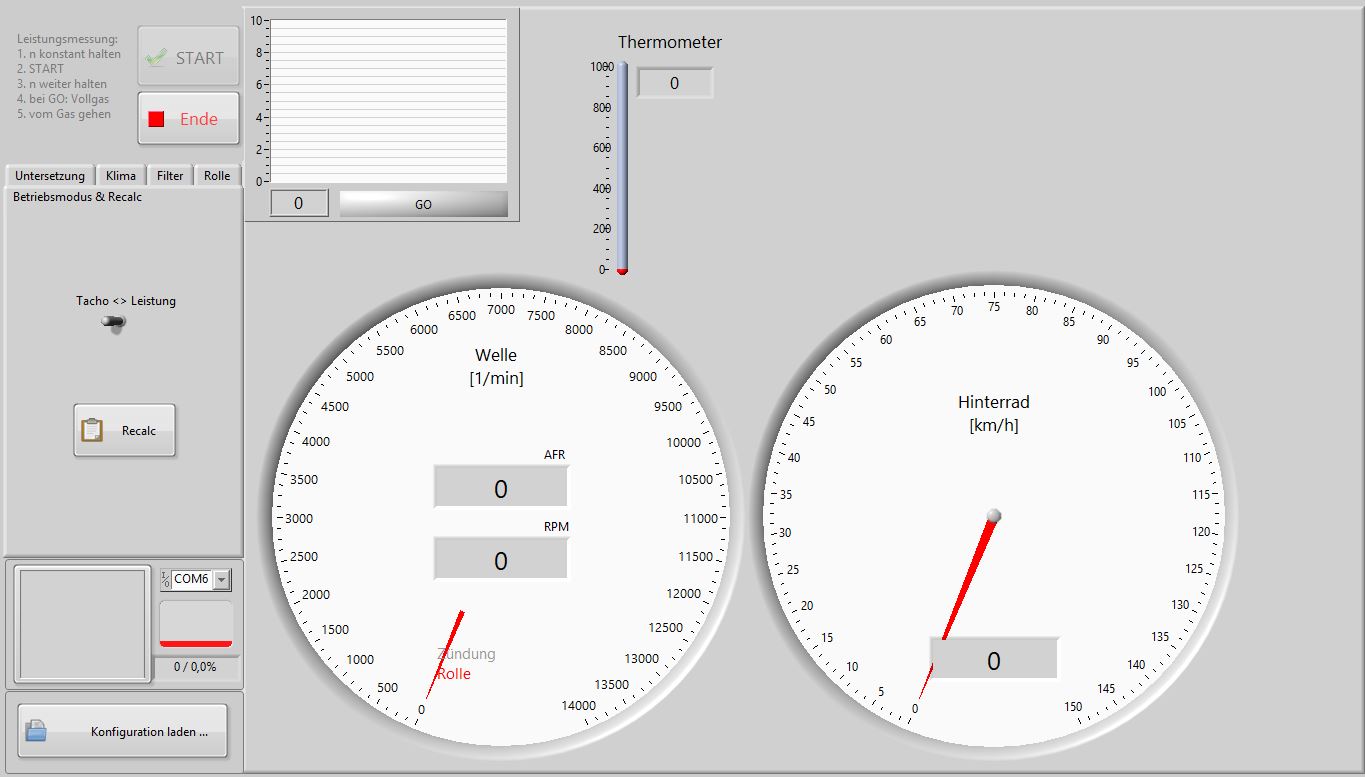 Leistungsmessung:
1. n konstant halten
2. START
3. n weiter halten
4. bei GO: Vollgas
5. vom Gas gehen
START
Ende
Untersetzung
Klima
Filter
Rolle
Betriebsmodus & Recalc
Tacho <> Leistung
Recalc
I/O
COM6
0 / 0,0%
Konfiguration laden ...
10
8
6
4
2
0
0
GO
Thermometer
1000
800
600
400
200
0
0
Welle
[1/min]
AFR
0
RPM
0
Zündung
Rolle
0
500
1000
1500
2000
2500
3000
3500
4000
4500
5000
5500
6000
6500
7000
7500
8000
8500
9000
9500
10000
10500
11000
11500
12000
12500
13000
13500
14000
Hinterrad
[km/h]
0
0
5
10
15
20
25
30
35
40
45
50
55
60
65
70
75
80
85
90
95
100
105
110
115
120
125
130
135
140
145
150